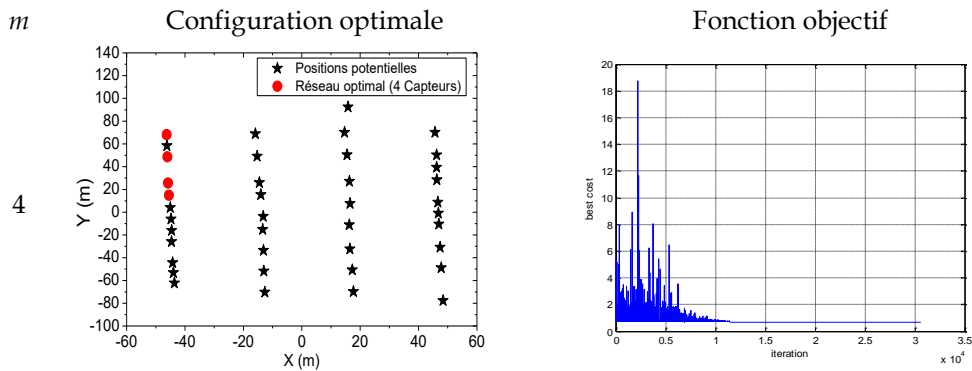 m Configuration optimale Fonction objectif
140
120
100
80
60
40
20
0
-20
-40
-60
-80
-100
Y (m)
-60 -40 -20 0 20 40 60
X (m)
Positions potentielles
Réseau optimal (4 Capteurs)
4
20
18
16
14
12
10
8
6
4
2
0
best cost
0 0.5 1 1.5 2 2.5 3 3.5
iteration
x 10^4